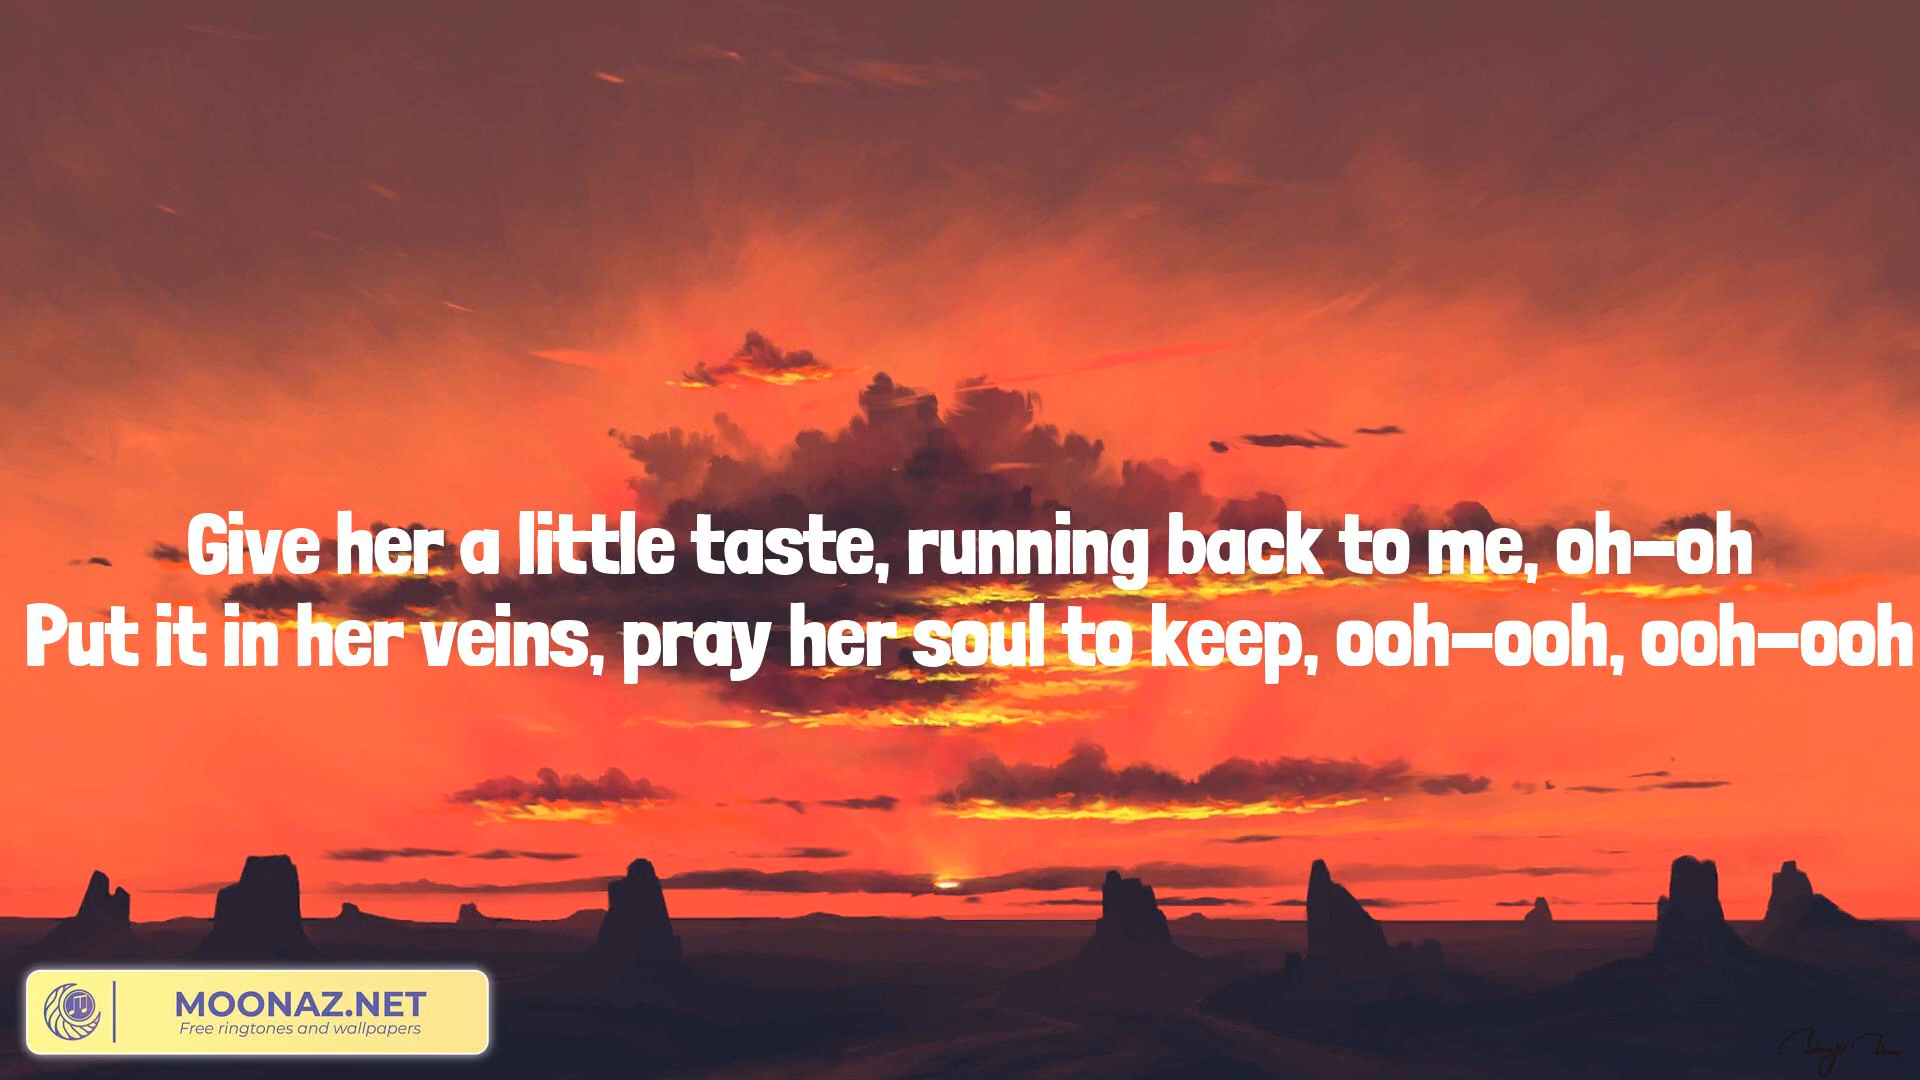 Give her a little taste, running back to me, oh-oh
Put it in her veins, pray her soul to keep, ooh-ooh, ooh-ooh
MOONAZ.NET
Free ringtones and wallpapers